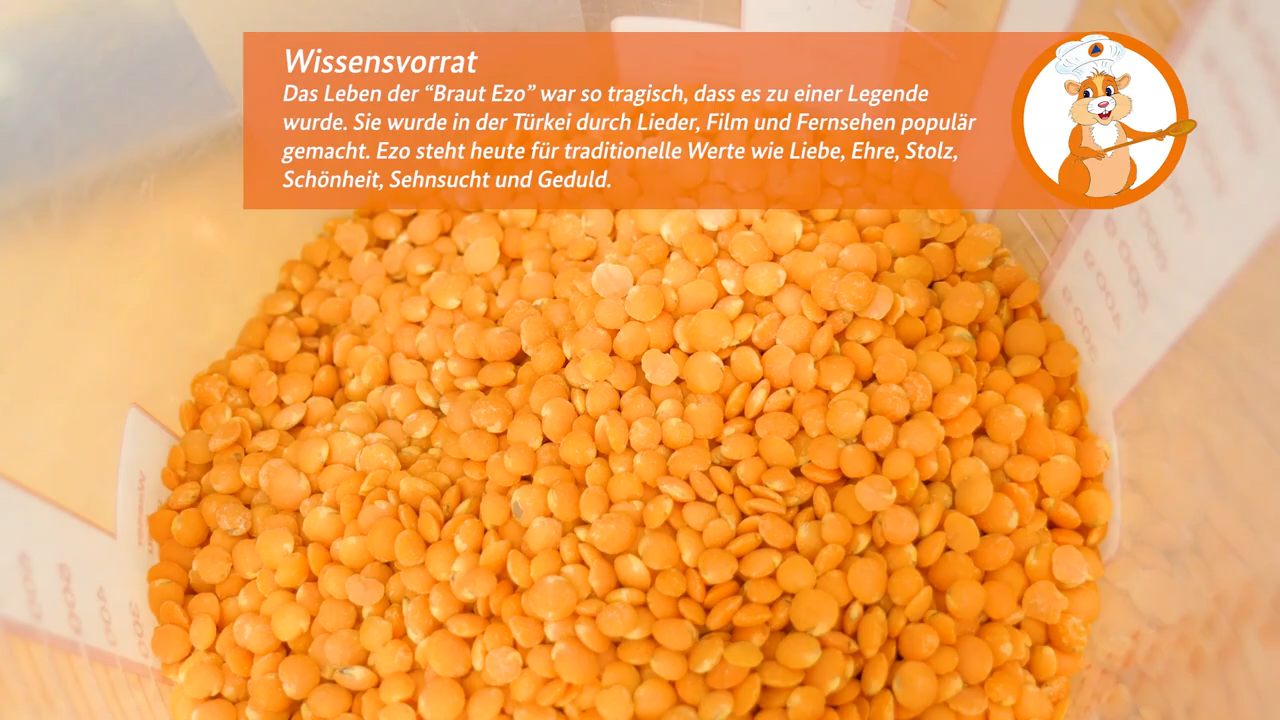 Wissensvorrat
Das Leben der “Braut Ezo” war so tragisch, dass es zu einer Legende
wurde. Sie wurde in der Türkei durch Lieder, Film und Fernsehen populär
gemacht. Ezo steht heute für traditionelle Werte wie Liebe, Ehre, Stolz,
Schönheit, Sehnsucht und Geduld.